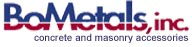 BoMetals, inc.
concrete and masonry accessories